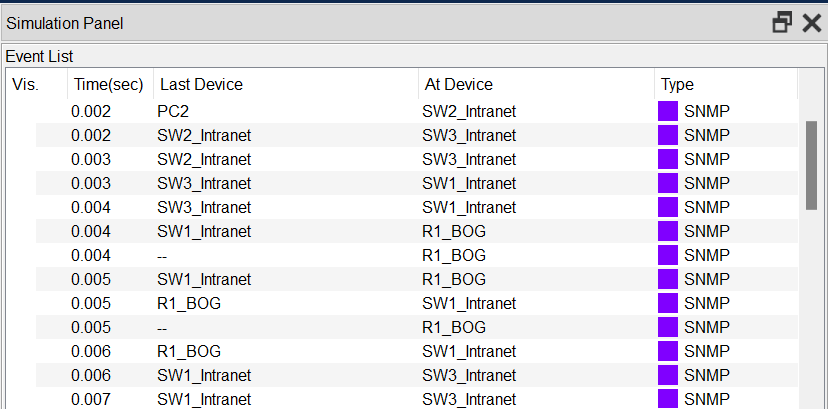 Simulation Panel
Event List
Vis. Time(sec) Last Device At Device Type
0.002 PC2 SW2_Intranet SNMP
0.002 SW2_Intranet SW3_Intranet SNMP
0.003 SW2_Intranet SW3_Intranet SNMP
0.003 SW3_Intranet SW1_Intranet SNMP
0.004 SW3_Intranet SW1_Intranet SNMP
0.004 SW1_Intranet R1_BOG SNMP
0.004 -- R1_BOG SNMP
0.005 SW1_Intranet R1_BOG SNMP
0.005 R1_BOG SW1_Intranet SNMP
0.005 -- R1_BOG SNMP
0.006 R1_BOG SW1_Intranet SNMP
0.006 SW1_Intranet SW3_Intranet SNMP
0.007 SW1_Intranet SW3_Intranet SNMP